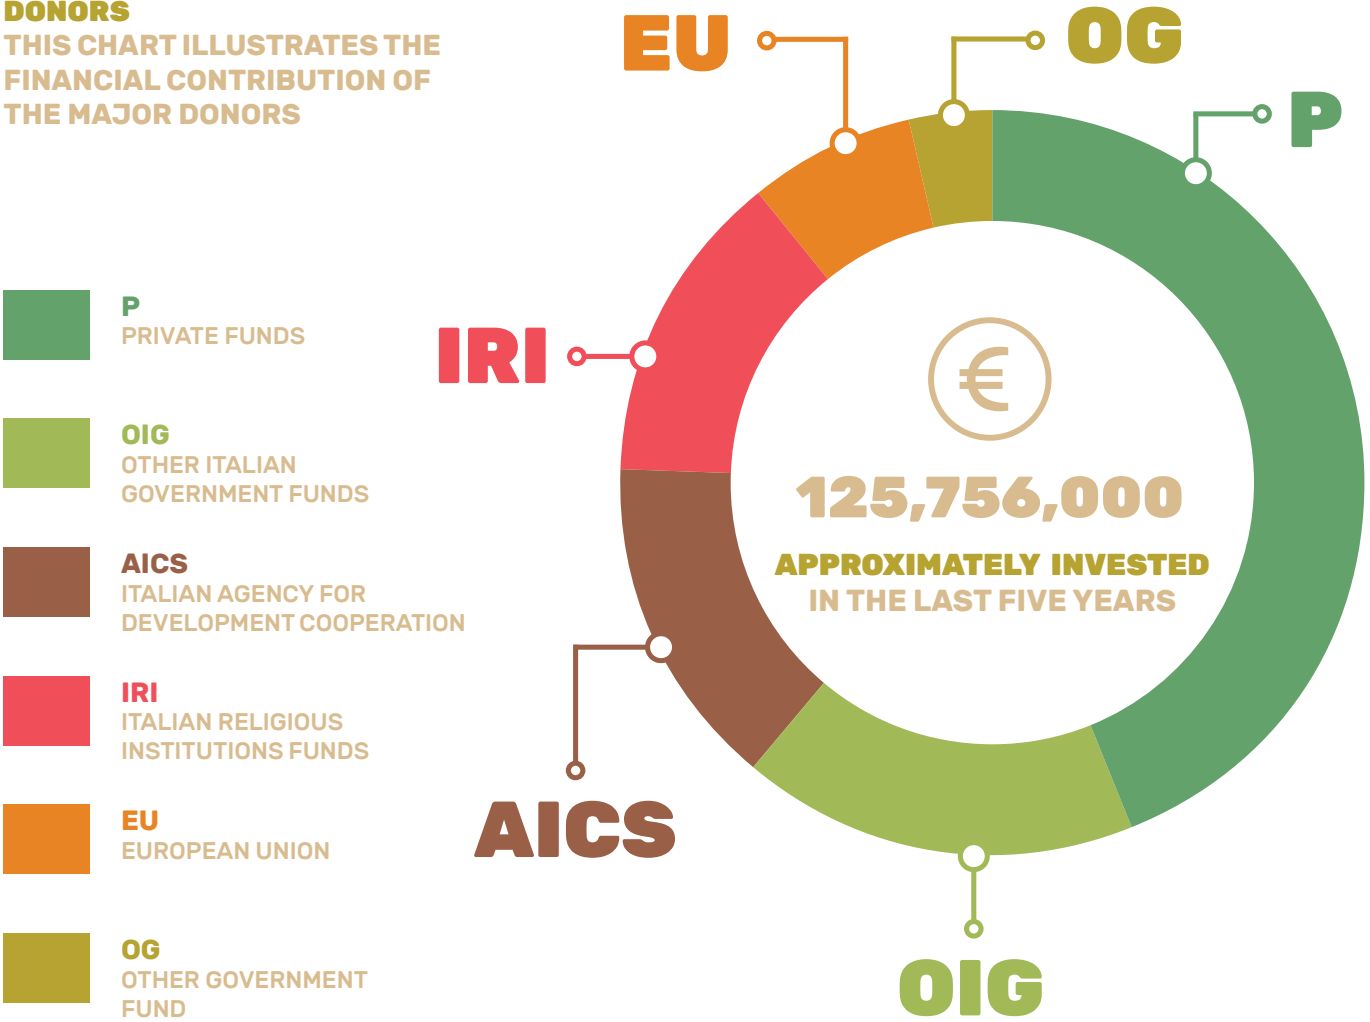 DONORS
THIS CHART ILLUSTRATES THE
FINANCIAL CONTRIBUTION OF
THE MAJOR DONORS
P
PRIVATE FUNDS
OIG
OTHER ITALIAN
GOVERNMENT FUNDS
AICS
ITALIAN AGENCY FOR
DEVELOPMENT COOPERATION
IRI
ITALIAN RELIGIOUS
INSTITUTIONS FUNDS
EU
EUROPEAN UNION
OG
OTHER GOVERNMENT
FUND
EU
OG
P
IRI
€
125,756,000
APPROXIMATELY INVESTED
IN THE LAST FIVE YEARS
AICS
OIG